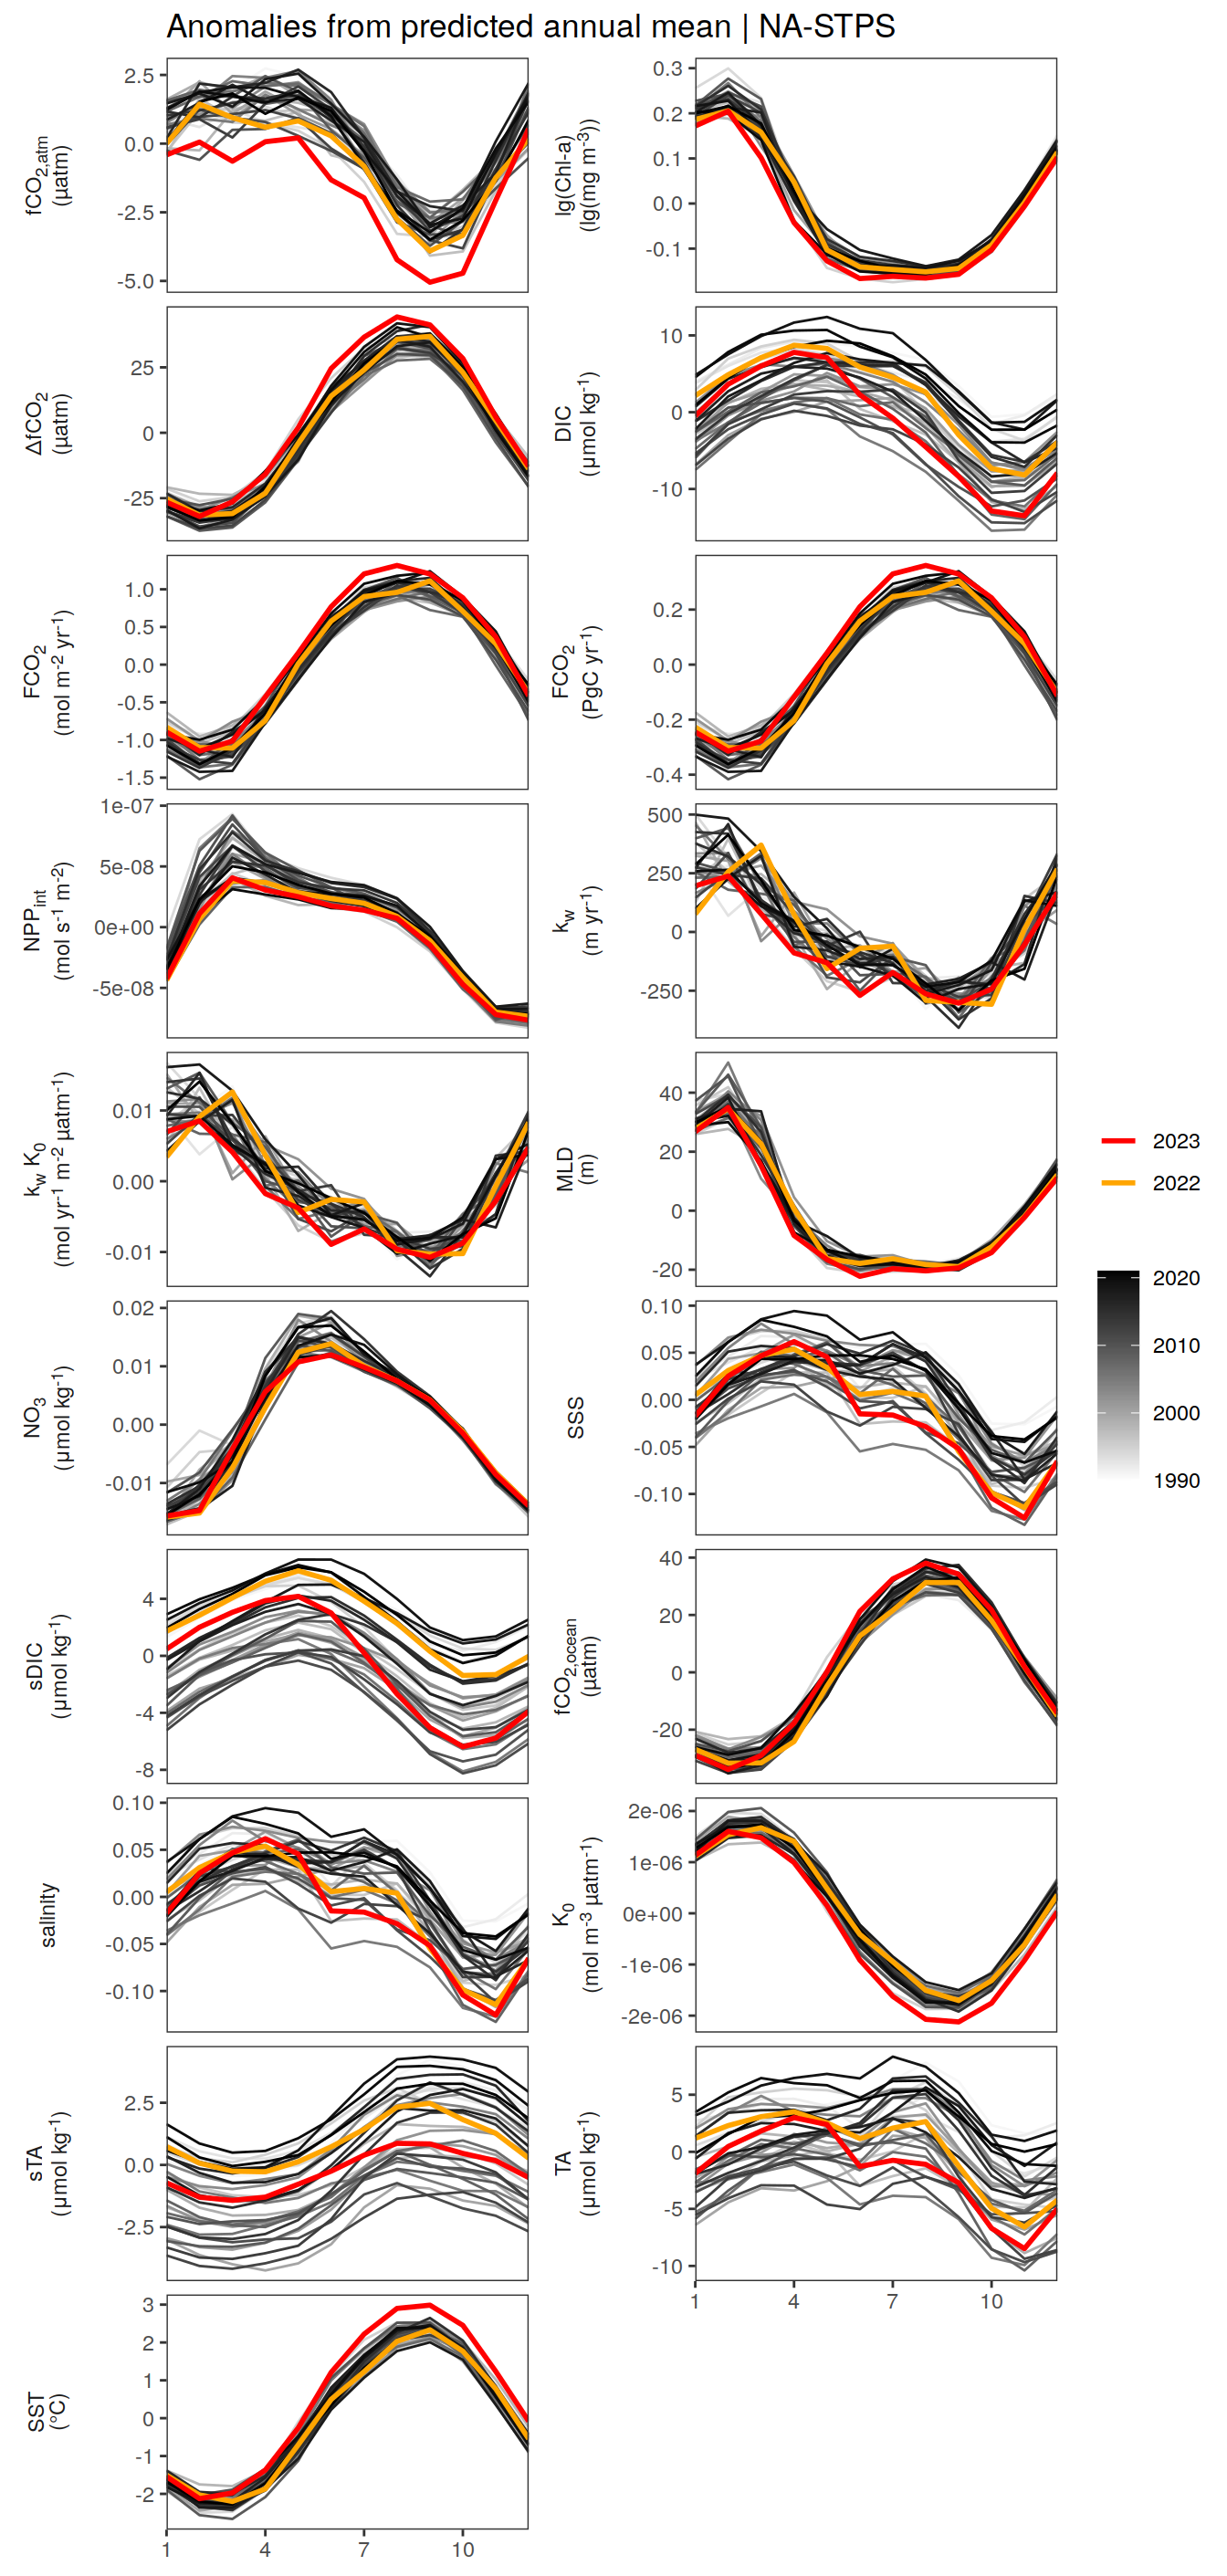 Anomalies from predicted annual mean | NA-STPS
fCO2,atm
(µatm)
2.5
0.0
-2.5
-5.0
lg(Chl-a)
(lg(mg m-3))
0.3
0.2
0.1
0.0
-0.1
ΔfCO2
(µatm)
25
0
-25
DIC
(µmol kg-1)
10
0
-10
FCO2
(mol m-2 yr-1)
1.0
0.5
0.0
-0.5
-1.0
-1.5
FCO2
(PgC yr-1)
0.2
0.0
-0.2
-0.4
NPPint
(mol s-1 m-2)
1e-07
5e-08
0e+00
-5e-08
kw
(m yr-1)
500
250
0
-250
kw K0
(mol yr-1 m-2 µatm-1)
0.01
0.00
-0.01
MLD
(m)
40
20
0
-20
2023
2022
2020
2010
2000
1990
NO3
(µmol kg-1)
0.02
0.01
0.00
-0.01
SSS
0.10
0.05
0.00
-0.05
-0.10
sDIC
(µmol kg-1)
4
0
-4
-8
fCO2,ocean
(µatm)
40
20
0
-20
salinity
0.10
0.05
0.00
-0.05
-0.10
K0
(mol m-3 µatm-1)
2e-06
1e-06
0e+00
-1e-06
-2e-06
sTA
(µmol kg-1)
2.5
0.0
-2.5
TA
(µmol kg-1)
5
0
-5
-10
1 4 7 10
SST
(°C)
3
2
1
0
-1
-2
1 4 7 10